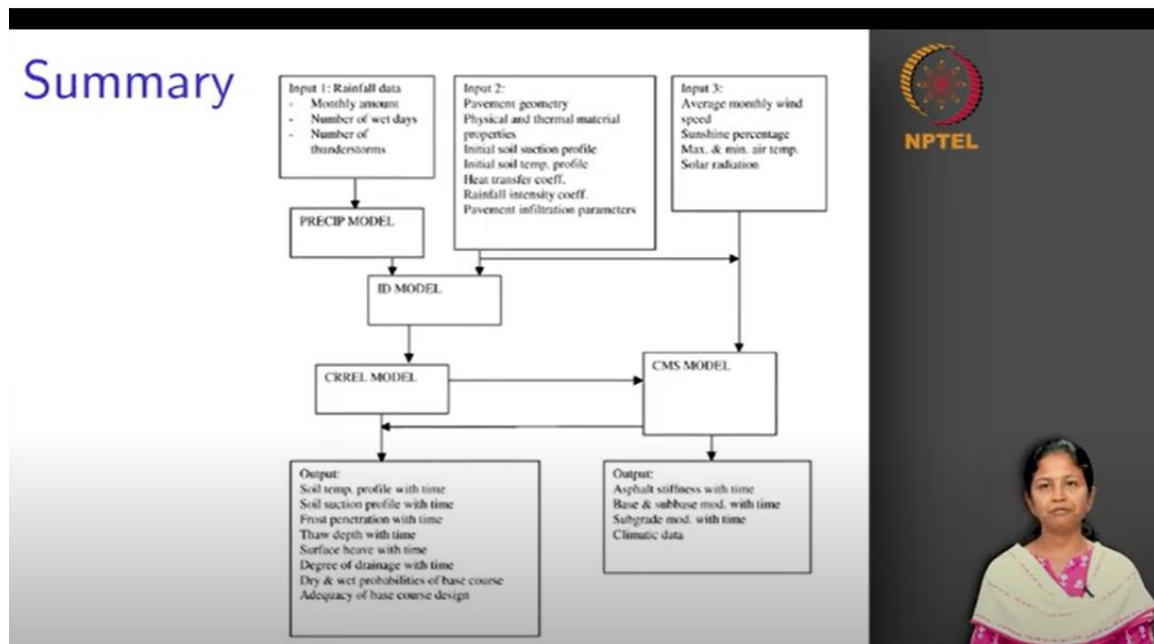 Summary
Input 1: Rainfall data
- Monthly amount
- Number of wet days
- Number of
thunderstorms
Input 2:
Pavement geometry
Physical and thermal material
properties
Initial soil suction profile
Initial soil temp. profile
Heat transfer coeff.
Rainfall intensity coeff.
Pavement infiltration parameters
Input 3:
Average monthly wind
speed
Sunshine percentage
Max. & min. air temp.
Solar radiation
NPTEL
PRECIP MODEL
ID MODEL
CRREL MODEL
CMS MODEL
Output:
Soil temp. profile with time
Soil suction profile with time
Frost penetration with time
Thaw depth with time
Surface heave with time
Degree of drainage with time
Dry & wet probabilities of base course
Adequacy of base course design
Output:
Asphalt stiffness with time
Base & subbase mod. with time
Subgrade mod. with time
Climatic data